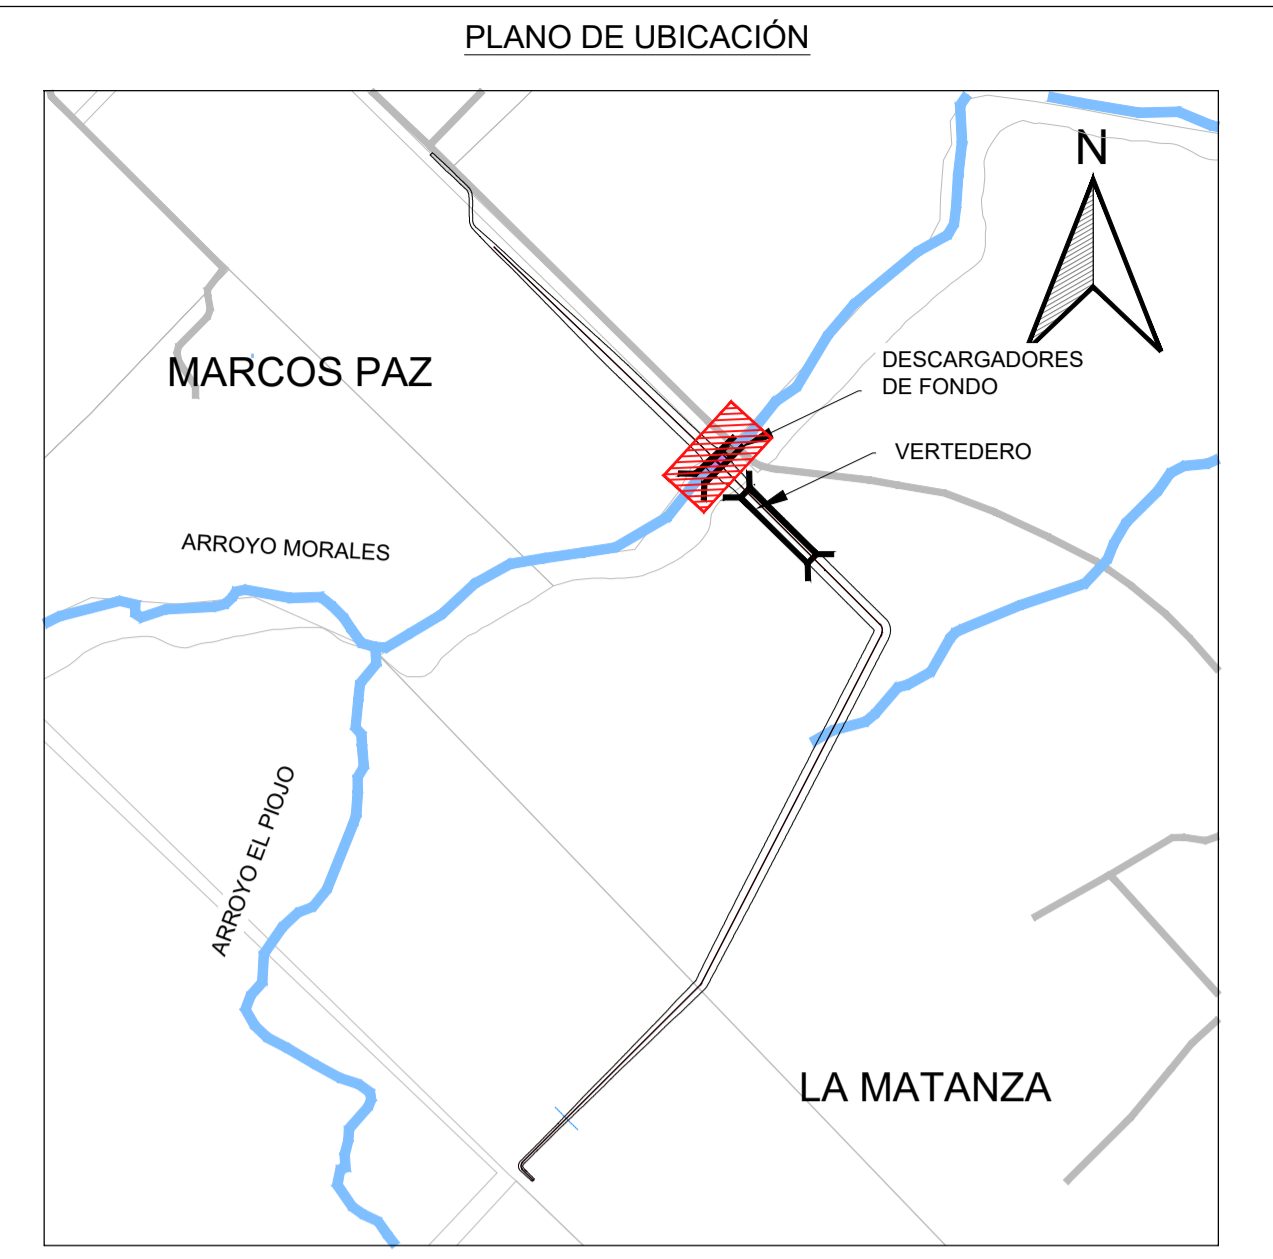 PLANO DE UBICACIÓN
N
MARCOS PAZ
DESCARGADORES
DE FONDO
VERTEDERO
ARROYO MORALES
ARROYO EL PIOJO
LA MATANZA